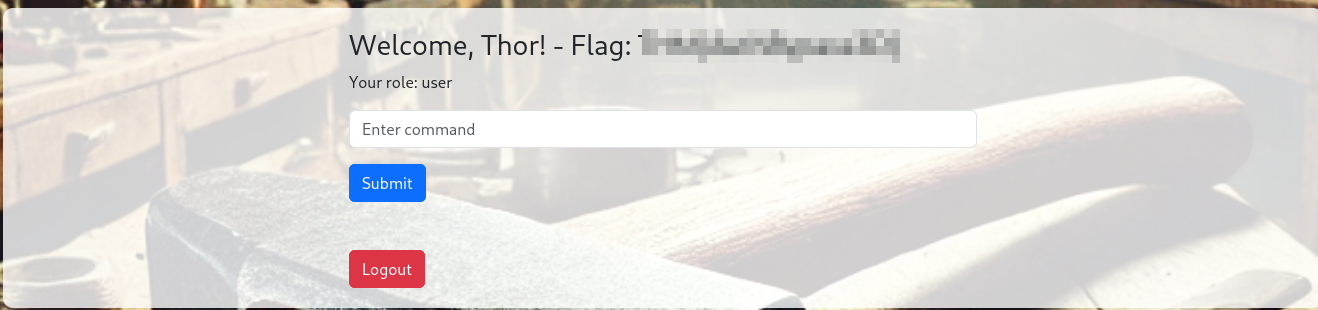 Welcome, Thor! - Flag:
Your role: user
Enter command
Submit
Logout